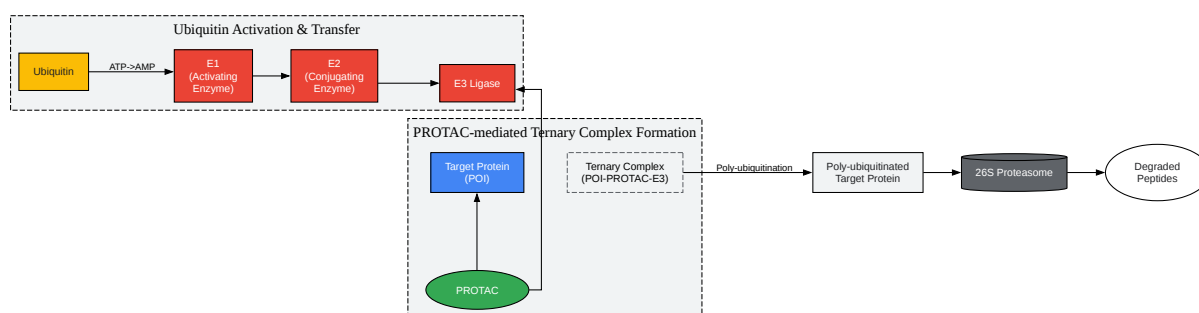 Ubiquitin Activation & Transfer
Ubiquitin
ATP->AMP
E1
(Activating
Enzyme)
E2
(Conjugating
Enzyme)
E3 Ligase
PROTAC-mediated Ternary Complex Formation
Target Protein
(POI)
Ternary Complex
(POI-PROTAC-E3)
Poly-ubiquitination
Poly-ubiquitinated
Target Protein
26S Proteasome
Degraded
Peptides
PROTAC